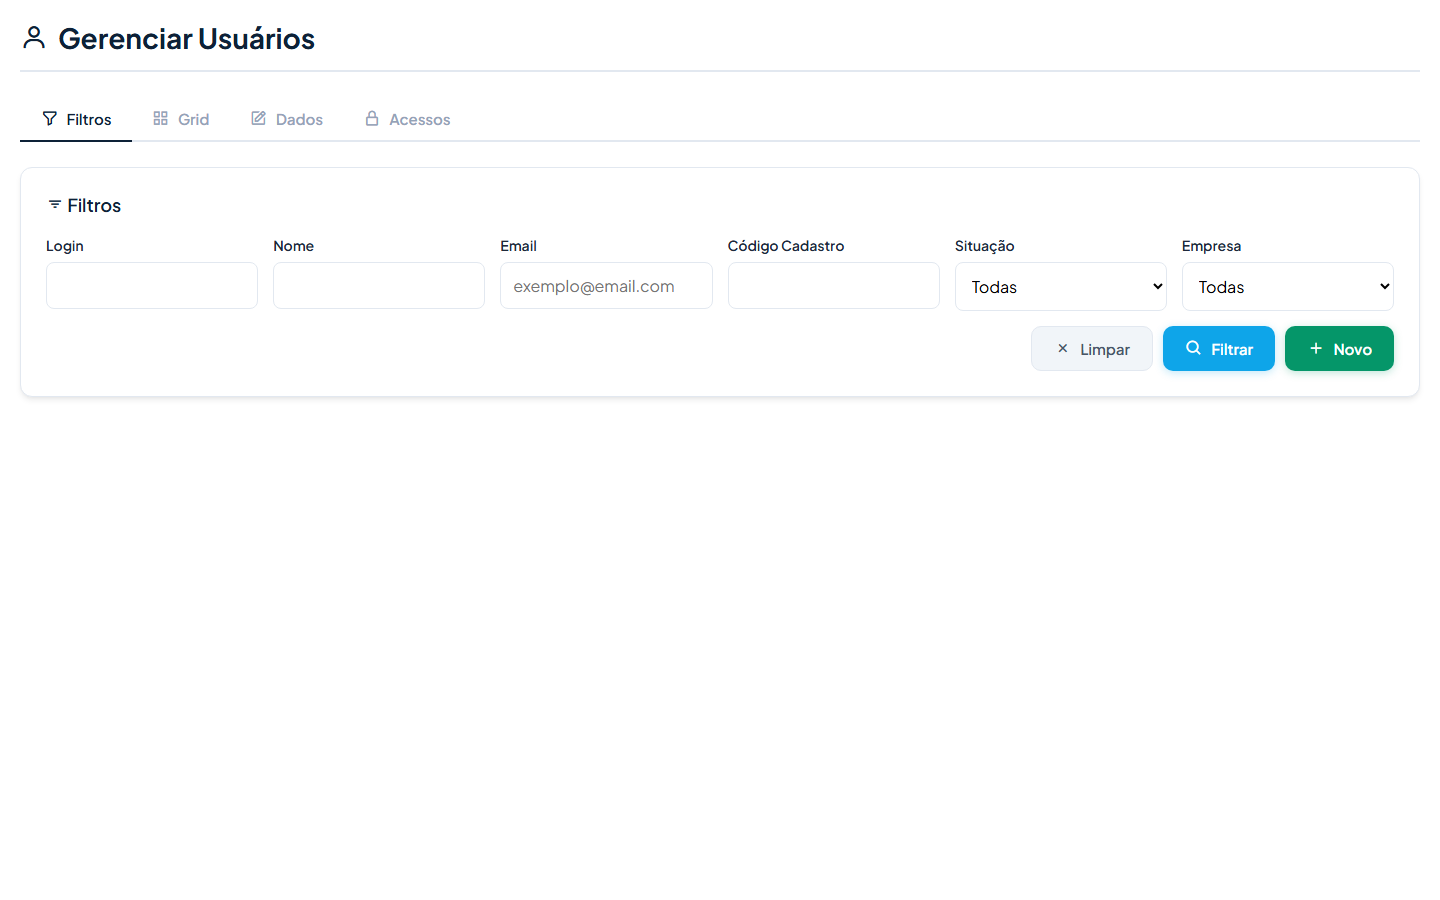 Gerenciar Usuários
Filtros Grid Dados Acessos
Filtros
Login Nome Email Código Cadastro Situação Empresa
exemplo@email.com Todas Todas
Limpar Filtrar Novo